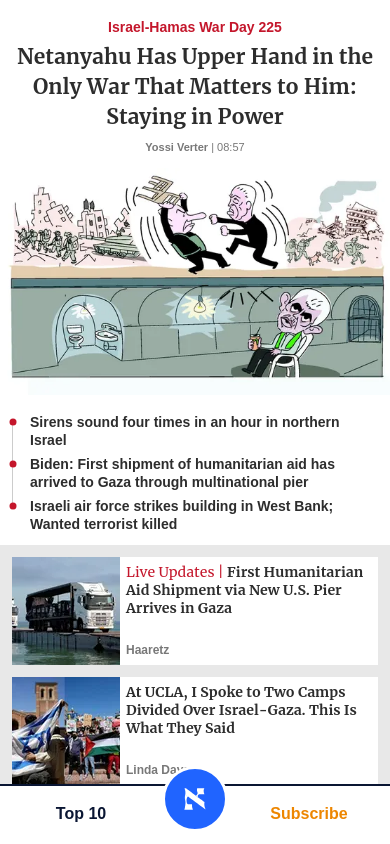 Israel-Hamas War Day 225
Netanyahu Has Upper Hand in the
Only War That Matters to Him:
Staying in Power
Yossi Verter | 08:57
Sirens sound four times in an hour in northern
Israel
Biden: First shipment of humanitarian aid has
arrived to Gaza through multinational pier
Israeli air force strikes building in West Bank;
Wanted terrorist killed
Live Updates | First Humanitarian
Aid Shipment via New U.S. Pier
Arrives in Gaza
Haaretz
At UCLA, I Spoke to Two Camps
Divided Over Israel-Gaza. This Is
What They Said
Linda
Top 10
Subscribe